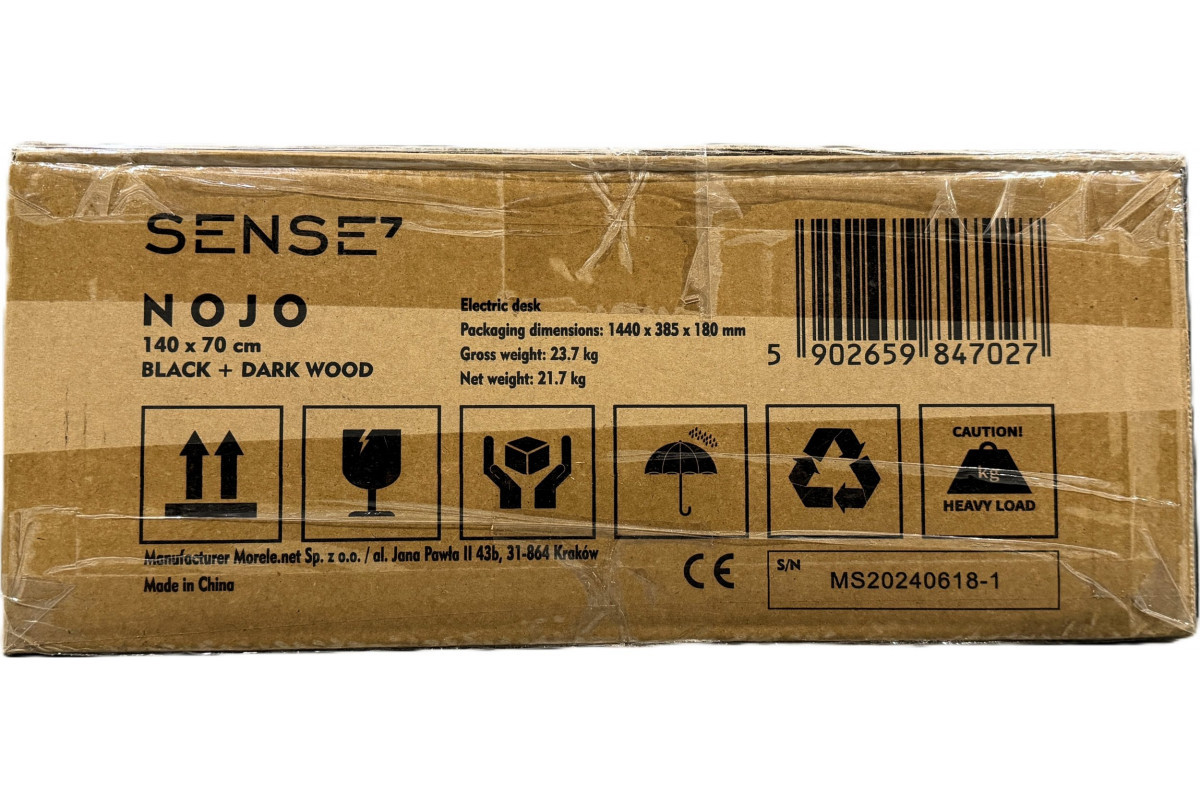 SENSE7
NOJO
140 x 70 cm
BLACK + DARK WOOD
Electric desk
Packaging dimensions: 1440 x 385 x 180 mm
Gross weight: 23.7 kg
Net weight: 21.7 kg
5 902659 847027
CAUTION!
kg
HEAVY LOAD
Manufacturer Morele.net Sp. z o.o. / al. Jana Pawła II 43b, 31-864 Kraków
Made in China
CE
S/N
MS20240618-1